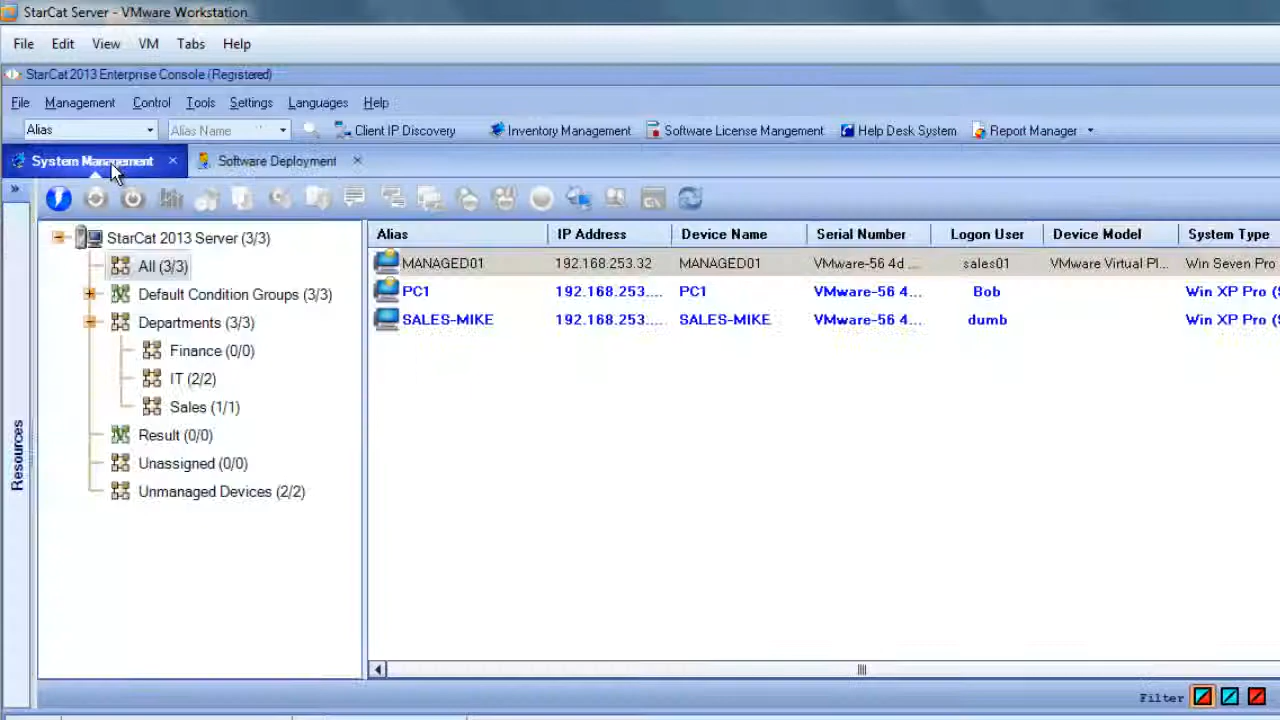 StarCat Server - VMware Workstation
File Edit View VM Tabs Help
StarCat 2013 Enterprise Console (Registered)
File Management Control Tools Settings Languages Help
Alias Alias Name Client IP Discovery Inventory Management Software License Mangement Help Desk System Report Manager
System Management Software Deployment
»
StarCat 2013 Server (3/3)
All (3/3)
Default Condition Groups (3/3)
Departments (3/3)
Finance (0/0)
IT (2/2)
Sales (1/1)
Result (0/0)
Unassigned (0/0)
Unmanaged Devices (2/2)
Resources
Alias IP Address Device Name Serial Number Logon User Device Model System Type
MANAGED01 192.168.253.32 MANAGED01 VMware-56 4d ... sales01 VMware Virtual Pl... Win Seven Pro
PC1 192.168.253.... PC1 VMware-56 4... Bob Win XP Pro (S
SALES-MIKE 192.168.253.... SALES-MIKE VMware-56 4... dumb Win XP Pro (S
Filter